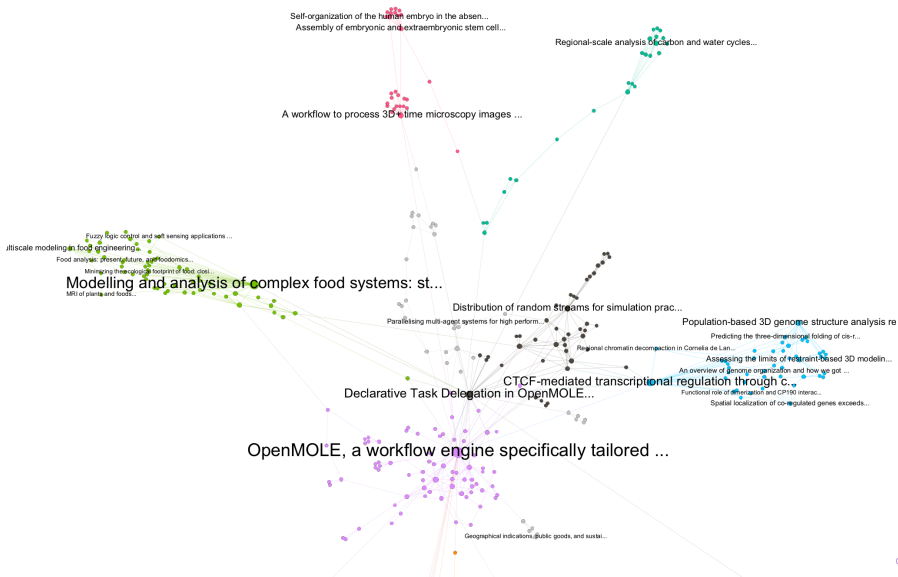 Self-organization of the human embryo in the absen...
Assembly of embryonic and extraembryonic stem cell...
Regional-scale analysis of carbon and water cycles...
A workflow to process 3D+time microscopy images ...
Fuzzy logic control and soft sensing applications ...
ultiscale modeling in food engineering
Food analysis: present, future, and foodomics...
Minimizing the ecological footprint of food: closi...
Modelling and analysis of complex food systems: st...
MRI of plants and foods...
Distribution of random streams for simulation prac...
Parallelising multi-agent systems for high perform...
Population-based 3D genome structure analysis re
Predicting the three-dimensional folding of cis-r...
Regional chromatin decompaction in Cornelia de Lan...
Assessing the limits of restraint-based 3D modelin...
An overview of genome organization and how we got ...
CTCF-mediated transcriptional regulation through c...
Declarative Task Delegation in OpenMOLE...
Functional role of dimerization and CP190 interac...
Spatial localization of co-regulated genes exceeds...
OpenMOLE, a workflow engine specifically tailored ...
Geographical indications, public goods, and sustai...